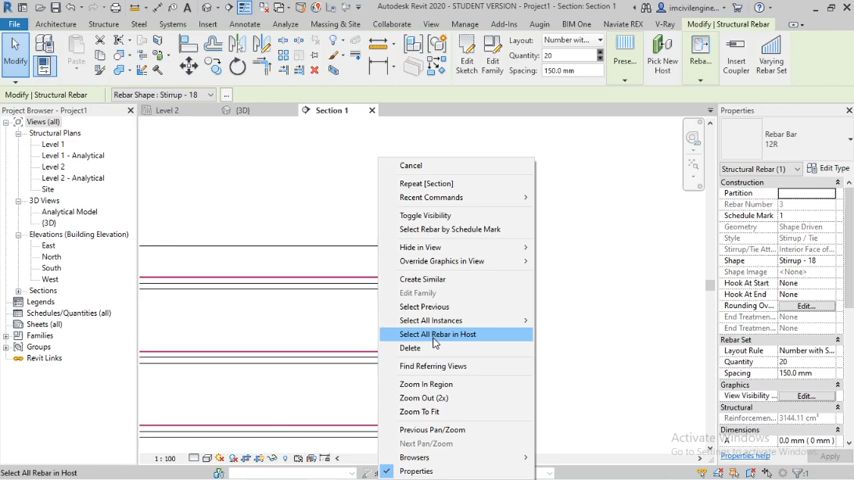 Autodesk Revit 2020 - STUDENT VERSION - Project1 - Section: Section 1
imcivilengine...
File Architecture Structure Steel Systems Insert Annotate Analyze Massing & Site Collaborate View Manage Add-Ins Augin BIM One Naviate REX V-Ray Modify | Structural Rebar
Modify
Paste
Edit Sketch
Edit Family
Layout: Number wit...
Quantity: 20
Spacing: 150.0 mm
Prese...
Pick New Host
Reba...
Insert Coupler
Varying Rebar Set
Modify | Structural Rebar
Rebar Shape : Stirrup - 18
...
Project Browser - Project1
Views (all)
Structural Plans
Level 1
Level 1 - Analytical
Level 2
Level 2 - Analytical
Site
3D Views
Analytical Model
{3D}
Elevations (Building Elevation)
East
North
South
West
Sections
Legends
Schedules/Quantities (all)
Sheets (all)
Families
Groups
Revit Links
Level 2
{3D}
Section 1
Cancel
Repeat [Section]
Recent Commands
Toggle Visibility
Select Rebar by Schedule Mark
Hide in View
Override Graphics in View
Create Similar
Edit Family
Select Previous
Select All Instances
Select All Rebar in Host
Delete
Find Referring Views
Zoom In Region
Zoom Out (2x)
Zoom To Fit
Previous Pan/Zoom
Next Pan/Zoom
Browsers
Properties
1 : 100
Properties
Rebar Bar
12R
Structural Rebar (1)
Edit Type
Construction
Partition
Rebar Number 3
Schedule Mark 1
Geometry Shape Driven
Style Stirrup / Tie
Stirrup/Tie Att... Interior Face of...
Shape Stirrup - 18
Shape Image <None>
Hook At Start None
Hook At End None
Rounding Ov... Edit...
End Treatmen... None
End Treatmen... None
Rebar Set
Layout Rule Number with S...
Quantity 20
Spacing 150.0 mm
Graphics
View Visibility ... Edit...
Structural
Reinforcemen... 3144.11 cm³
Dimensions
A 0.0 mm ( 0 mm )
Properties help
Apply
Activate Windows
Go to Settings to activate Windows.
Select All Rebar in Host
:1